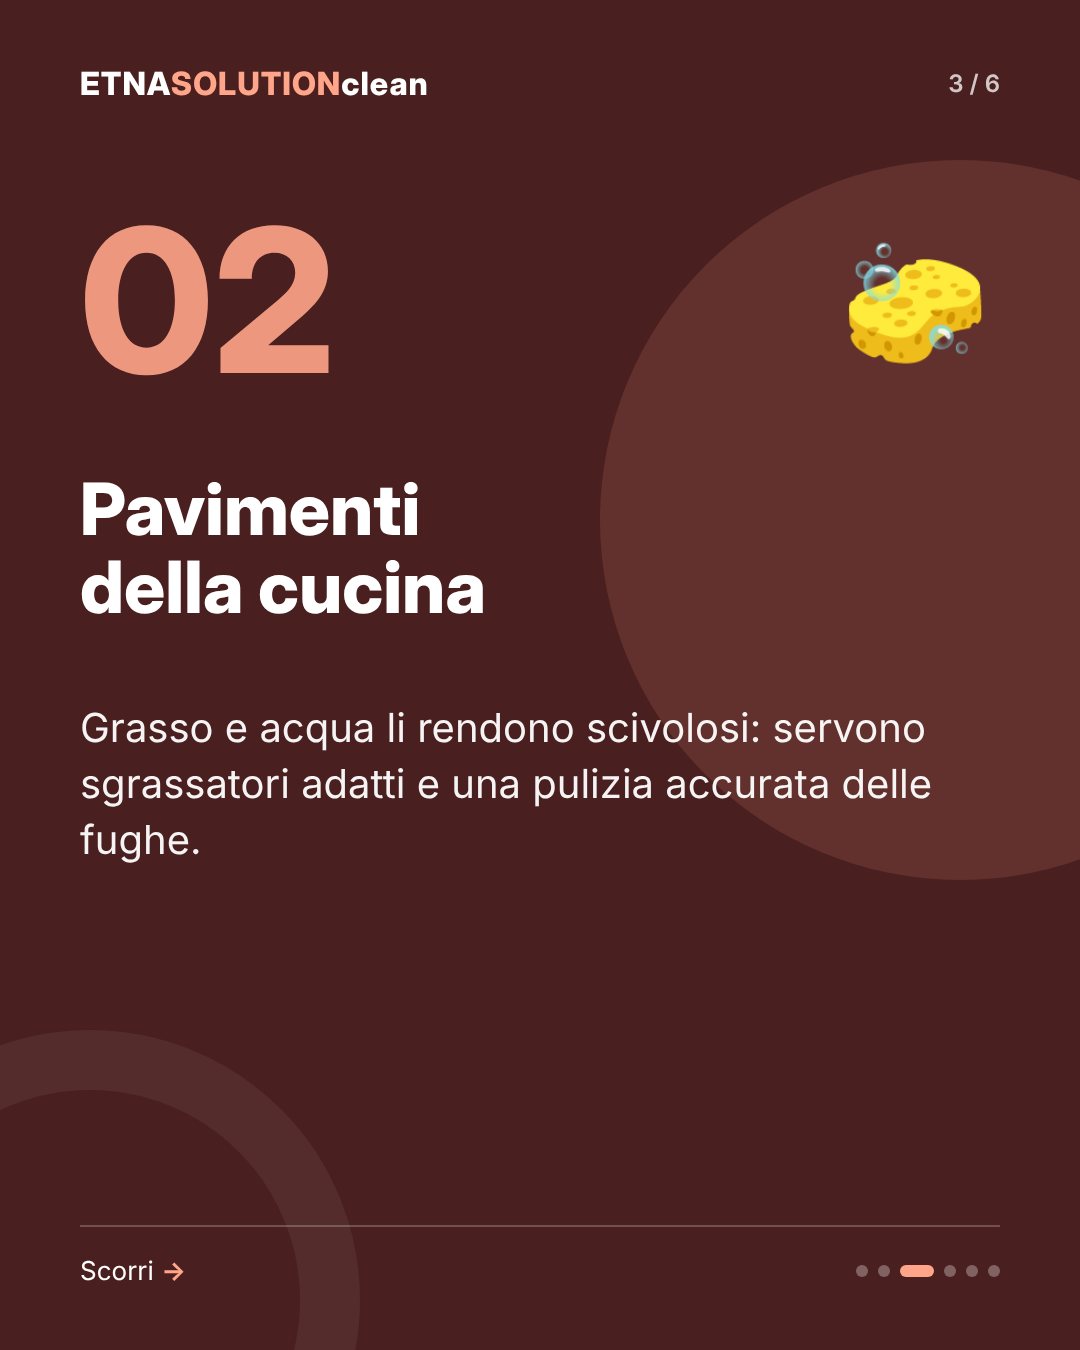 ETNASOLUTIONclean
3 / 6
02
Pavimenti
della cucina
Grasso e acqua li rendono scivolosi: servono
sgrassatori adatti e una pulizia accurata delle
fughe.
Scorri →